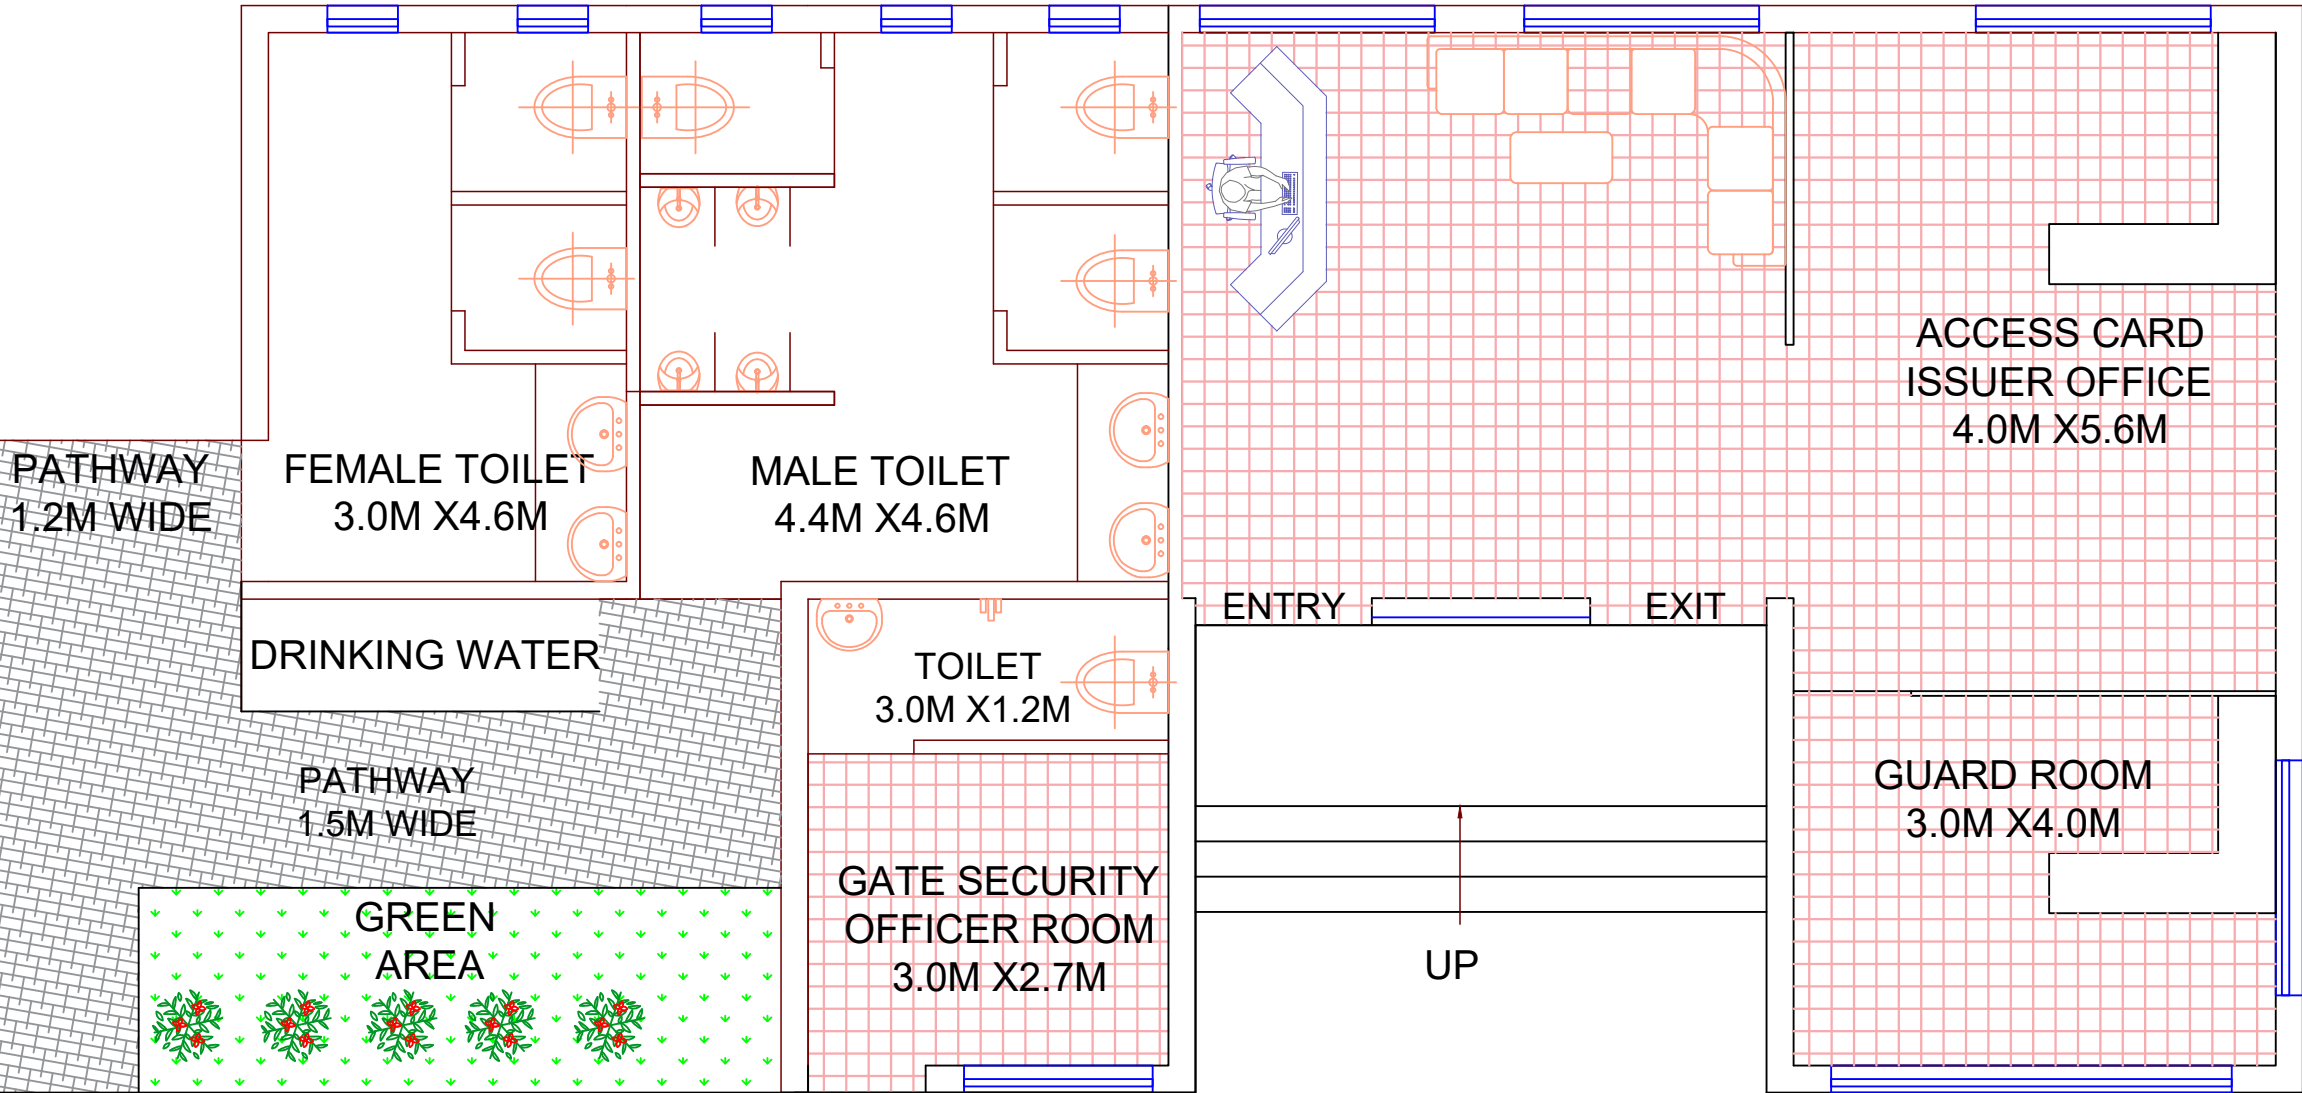 ACCESS CARD
ISSUER OFFICE
4.0M X5.6M
PATHWAY
1.2M WIDE
FEMALE TOILET
3.0M X4.6M
MALE TOILET
4.4M X4.6M
ENTRY
EXIT
DRINKING WATER
TOILET
3.0M X1.2M
PATHWAY
1.5M WIDE
GUARD ROOM
3.0M X4.0M
GATE SECURITY
OFFICER ROOM
3.0M X2.7M
GREEN
AREA
UP